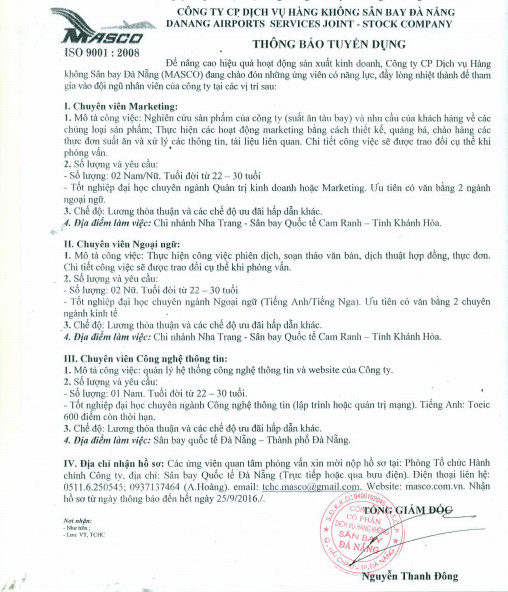 CÔNG TY CP DỊCH VỤ HÀNG KHÔNG SÂN BAY ĐÀ NẴNG
DANANG AIRPORTS SERVICES JOINT - STOCK COMPANY
MASCO
ISO 9001 : 2008
THÔNG BÁO TUYỂN DỤNG
Để nâng cao hiệu quả hoạt động sản xuất kinh doanh, Công ty CP Dịch vụ Hàng
không Sân bay Đà Nẵng (MASCO) đang chào đón những ứng viên có năng lực, đầy lòng nhiệt thành để tham
gia vào đội ngũ nhân viên của công ty tại các vị trí sau:
I. Chuyên viên Marketing:
1. Mô tả công việc: Nghiên cứu sản phẩm của công ty (suất ăn tàu bay) và nhu cầu của khách hàng về các
chủng loại sản phẩm; Thực hiện các hoạt động marketing bằng cách thiết kế, quảng bá, chào hàng các
thực đơn suất ăn và xử lý các thông tin, tài liệu liên quan. Chi tiết công việc sẽ được trao đổi cụ thể khi
phỏng vấn.
2. Số lượng và yêu cầu:
- Số lượng: 02 Nam/Nữ. Tuổi đời từ 22 – 30 tuổi
- Tốt nghiệp đại học chuyên ngành Quản trị kinh doanh hoặc Marketing. Ưu tiên có văn bằng 2 ngành
ngoại ngữ.
3. Chế độ: Lương thỏa thuận và các chế độ ưu đãi hấp dẫn khác.
4. Địa điểm làm việc: Chi nhánh Nha Trang - Sân bay Quốc tế Cam Ranh – Tỉnh Khánh Hòa.
II. Chuyên viên Ngoại ngữ:
1. Mô tả công việc: Thực hiện công việc phiên dịch, soạn thảo văn bản, dịch thuật hợp đồng, thực đơn.
Chi tiết công việc sẽ được trao đổi cụ thể khi phỏng vấn.
2. Số lượng và yêu cầu:
- Số lượng: 02 Nữ. Tuổi đời từ 22 – 30 tuổi
- Tốt nghiệp đại học chuyên ngành Ngoại ngữ (Tiếng Anh/Tiếng Nga). Ưu tiên có văn bằng 2 chuyên
ngành kinh tế
3. Chế độ: Lương thỏa thuận và các chế độ ưu đãi hấp dẫn khác.
4. Địa điểm làm việc: Chi nhánh Nha Trang - Sân bay Quốc tế Cam Ranh – Tỉnh Khánh Hòa.
III. Chuyên viên Công nghệ thông tin:
1. Mô tả công việc: quản lý hệ thống công nghệ thông tin và website của Công ty.
2. Số lượng và yêu cầu:
- Số lượng: 01 Nam. Tuổi đời từ 22 – 30 tuổi.
- Tốt nghiệp đại học chuyên ngành Công nghệ thông tin (lập trình hoặc quản trị mạng). Tiếng Anh: Toeic
600 điểm còn thời hạn.
3. Chế độ: Lương thỏa thuận và các chế độ ưu đãi hấp dẫn khác.
4. Địa điểm làm việc: Sân bay quốc tế Đà Nẵng – Thành phố Đà Nẵng.
IV. Địa chỉ nhận hồ sơ: Các ứng viên quan tâm phỏng vấn xin mời nộp hồ sơ tại: Phòng Tổ chức Hành
chính Công ty, địa chỉ: Sân bay Quốc tế Đà Nẵng (Trực tiếp hoặc qua bưu điện). Điện thoại liên hệ:
0511.6.250545; 0937137464 (A.Hoàng). email: tchc.masco@gmail.com. Website: masco.com.vn. Nhận
hồ sơ từ ngày thông báo đến hết ngày 25/9/2016./.
TỔNG GIÁM ĐỐC
Nơi nhận:
- Như trên ;
- Lưu: VT, TCHC
CÔNG TY
CỔ PHẦN
DỊCH VỤ HÀNG KHÔNG
SÂN BAY
ĐÀ NẴNG
Q. HẢI CHÂU - TP. ĐÀ NẴNG
Nguyễn Thanh Đông